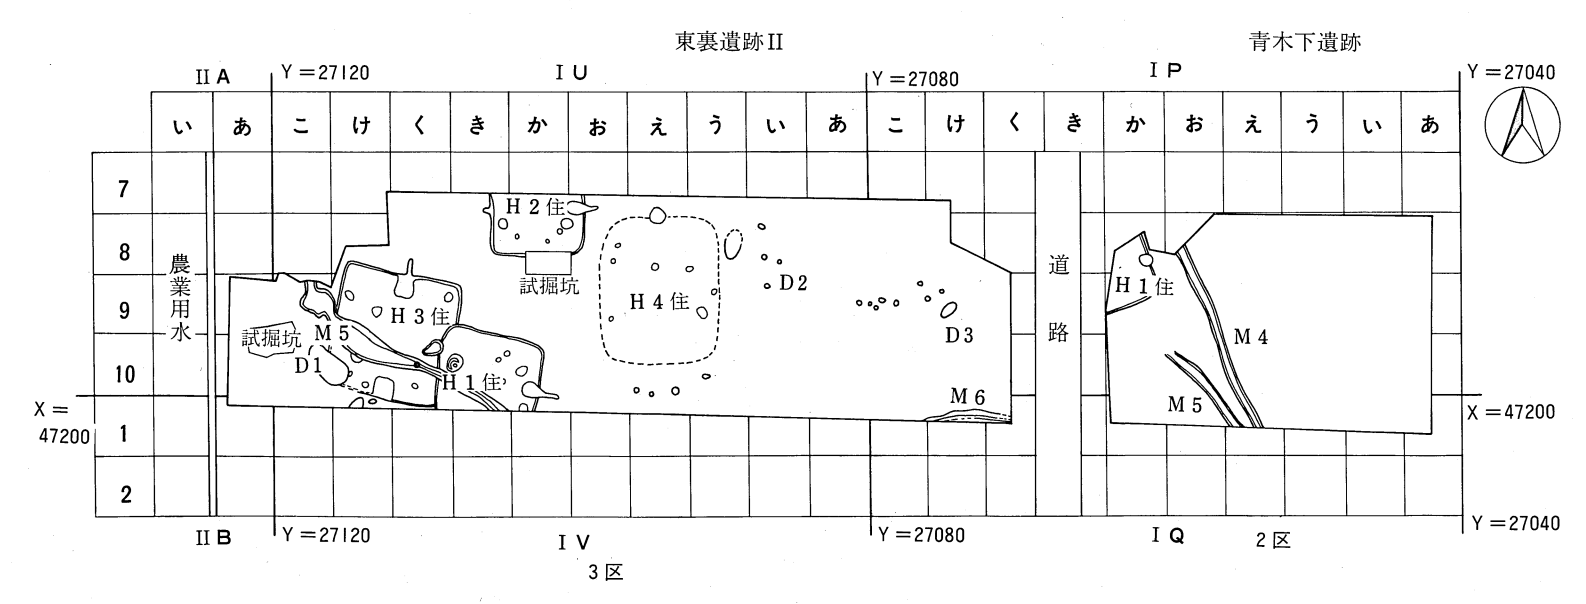 東裏遺跡Ⅱ
青木下遺跡
ⅡA
Y=27120
ⅠU
Y=27080
ⅠP
Y=27040
い あ こ け く き か お え う い あ こ け く き か お え う い あ
7
8
9
10
1
2
農業用水
道路
H2住
試掘坑
H4住
D2
H3住
M5
試掘坑
D1
H1住
D3
M6
H1住
M4
M5
X=
47200
X=47200
ⅡB
Y=27120
ⅠV
Y=27080
ⅠQ
2区
Y=27040
3区